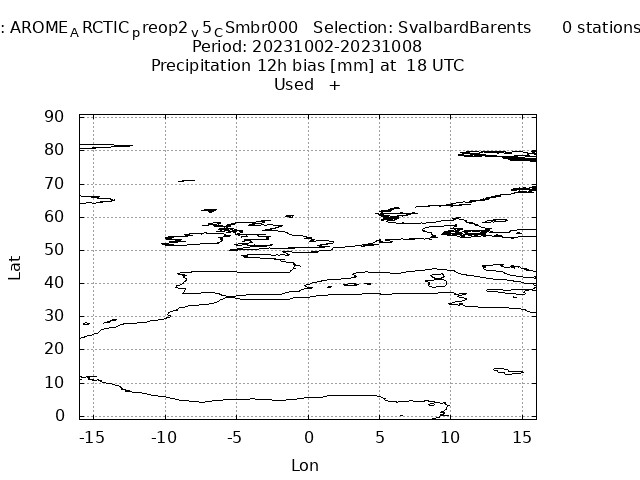 : AROME_ARCTIC_preop2_v5_CSmbr000 Selection: SvalbardBarents 0 stations
Period: 20231002-20231008
Precipitation 12h bias [mm] at 18 UTC
Used +
90
80
70
60
50
40
30
20
10
0
Lat
-15 -10 -5 0 5 10 15
Lon